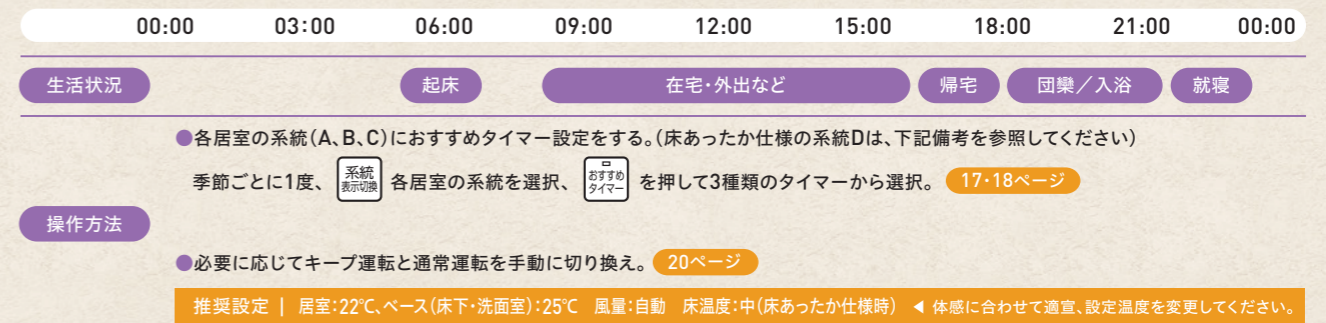 00:00 03:00 06:00 09:00 12:00 15:00 18:00 21:00 00:00
生活状況 起床 在宅・外出など 帰宅 団欒／入浴 就寝
●各居室の系統（A、B、C）におすすめタイマー設定をする。（床あったか仕様の系統Dは、下記備考を参照してください）
季節ごとに1度、 系統 表示切換 各居室の系統を選択、 おすすめ タイマー を押して3種類のタイマーから選択。 17・18ページ
操作方法
●必要に応じてキープ運転と通常運転を手動に切り換え。 20ページ
推奨設定 | 居室：22℃、ベース（床下・洗面室）：25℃ 風量：自動 床温度：中（床あったか仕様時） ◀ 体感に合わせて適宣、設定温度を変更してください。